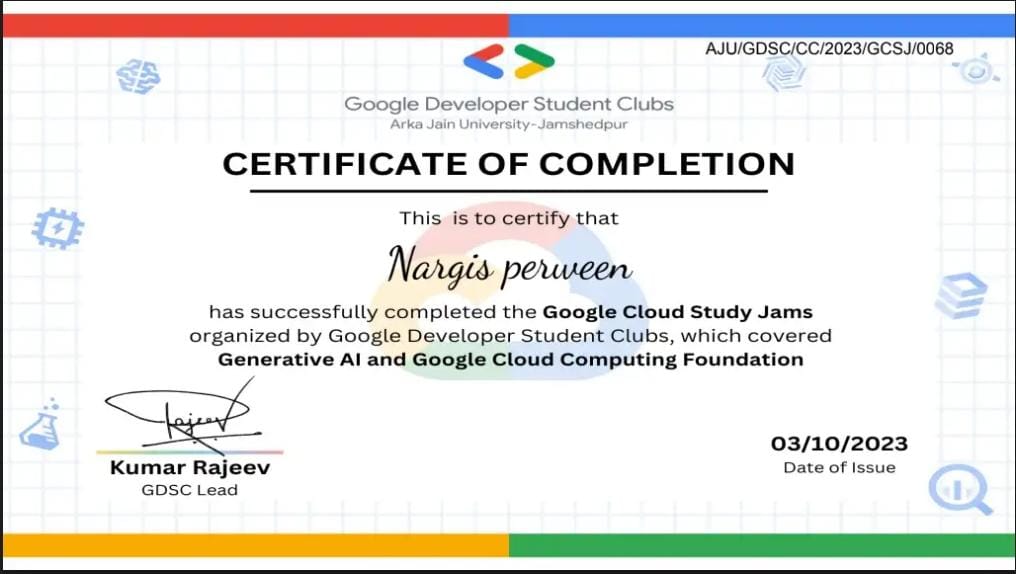 AJU/GDSC/CC/2023/GCSJ/0068
Google Developer Student Clubs
Arka Jain University-Jamshedpur
CERTIFICATE OF COMPLETION
This is to certify that
Nargis perween
has successfully completed the Google Cloud Study Jams
organized by Google Developer Student Clubs, which covered
Generative AI and Google Cloud Computing Foundation
Rajeev
Kumar Rajeev
GDSC Lead
03/10/2023
Date of Issue